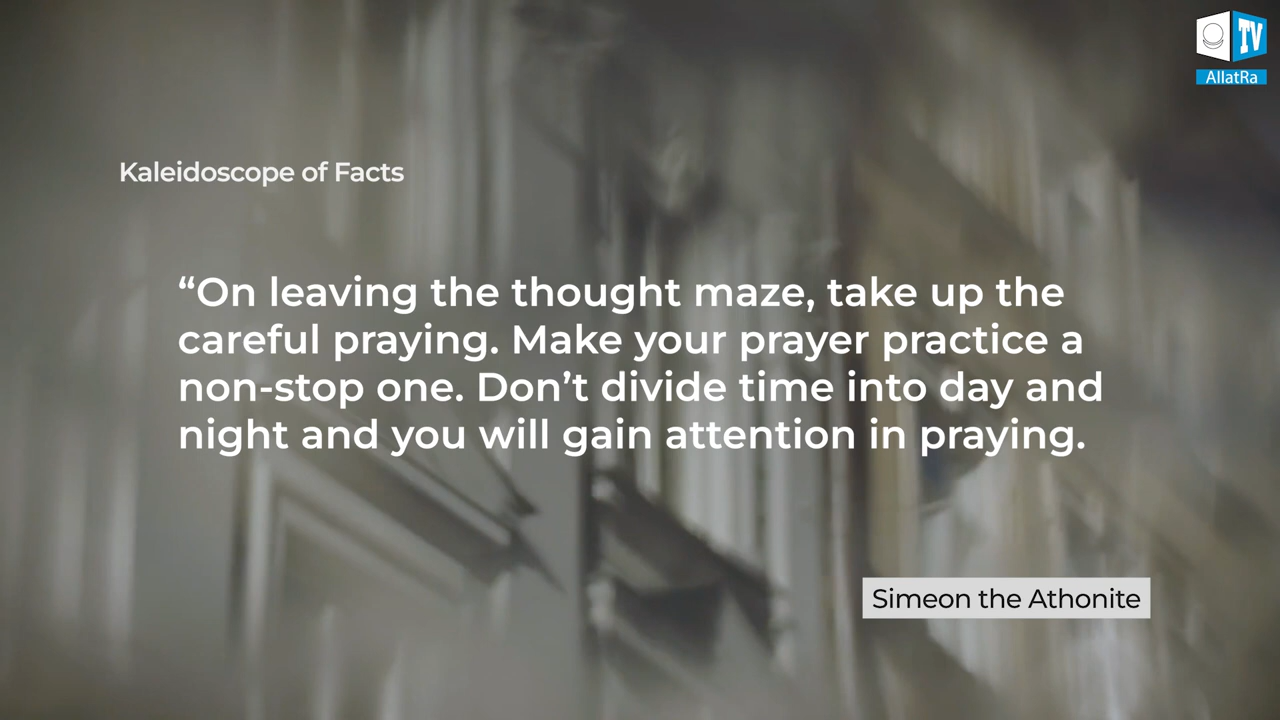 TV
AllatRa
Kaleidoscope of Facts
“On leaving the thought maze, take up the
careful praying. Make your prayer practice a
non-stop one. Don’t divide time into day and
night and you will gain attention in praying.
Simeon the Athonite